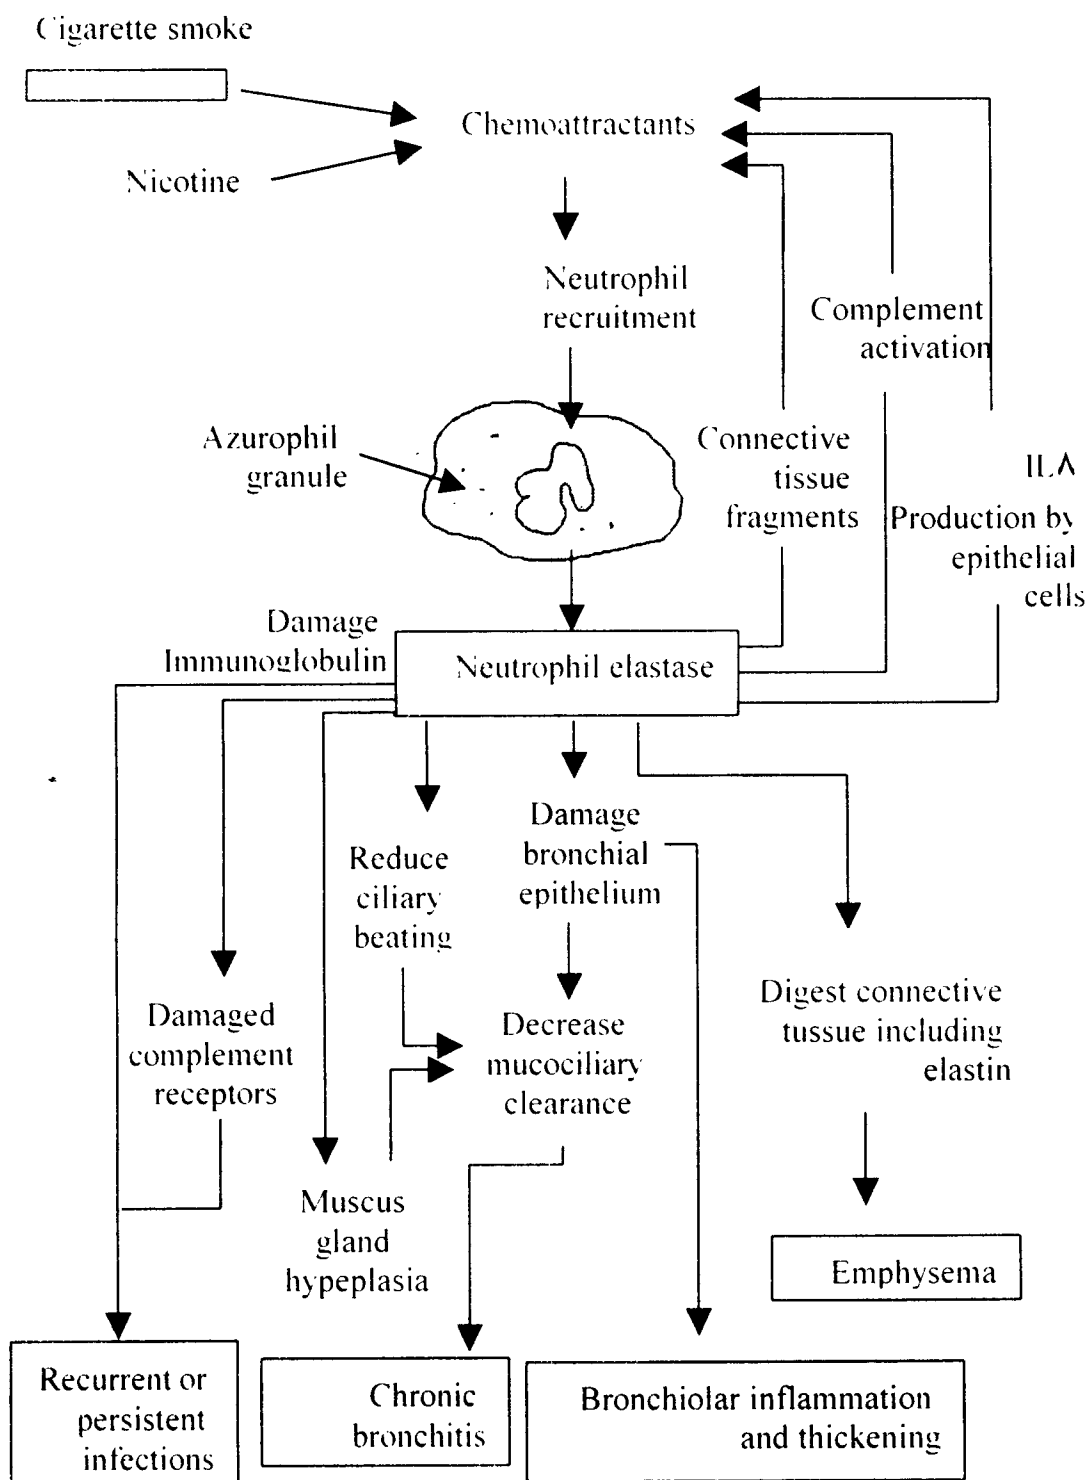 Cigarette smoke
Chemoattractants
Nicotine
Neutrophil
recruitment
Complement
activation
Azurophil
granule
Connective
tissue
fragments
Production by
epithelial
cells
Damage
Immunoglobulin
Neutrophil elastase
Damage
bronchial
epithelium
Reduce
ciliary
beating
Damaged
complement
receptors
Decrease
mucociliary
clearance
Digest connective
tussue including
elastin
Muscus
gland
hypeplasia
Emphysema
Recurrent or
persistent
infections
Chronic
bronchitis
Bronchiolar inflammation
and thickening